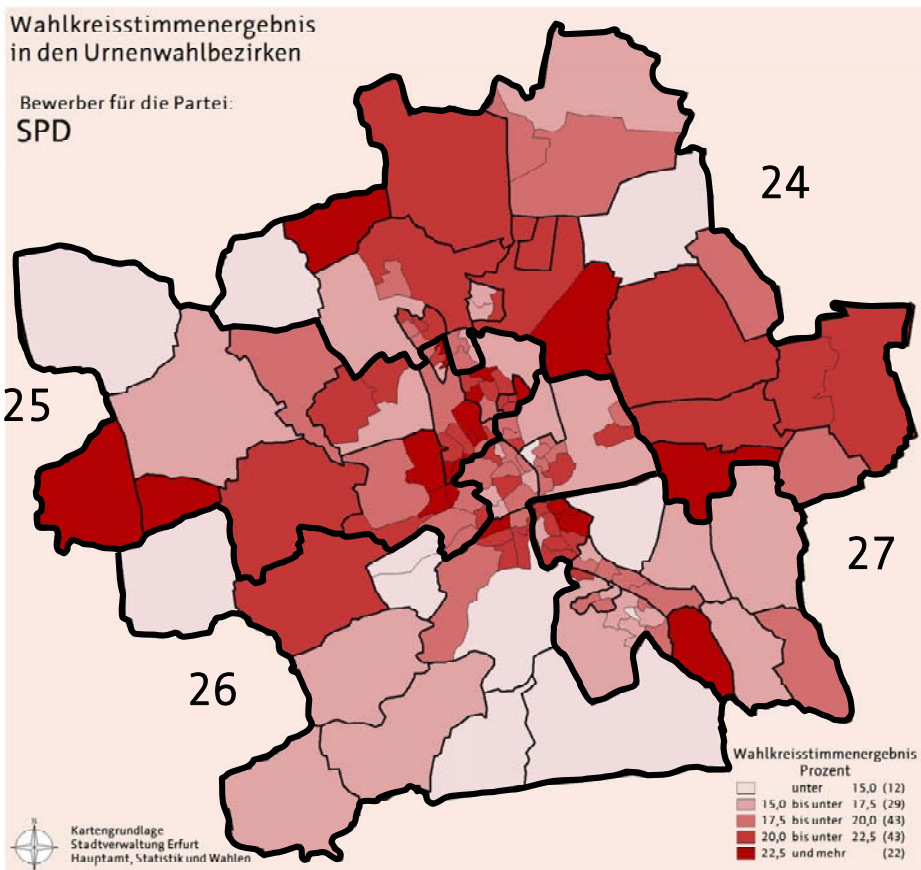 Wahlkreisstimmenergebnis
in den Urnenwahlbezirken
Bewerber für die Partei:
SPD
24
25
27
26
Wahlkreisstimmenergebnis
Prozent
unter 15,0 (12)
15,0 bis unter 17,5 (29)
17,5 bis unter 20,0 (43)
20,0 bis unter 22,5 (43)
22,5 und mehr (22)
N
Kartengrundlage
Stadtverwaltung Erfurt
Hauptamt, Statistik und Wahlen